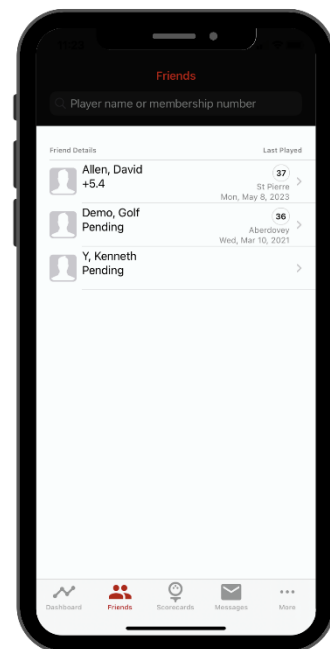 Friends
Player name or membership number
Friend Details Last Played
Allen, David 37
+5.4 St Pierre
Mon, May 8, 2023
Demo, Golf 36
Pending Aberdovey
Wed, Mar 10, 2021
Y, Kenneth
Pending
Dashboard Friends Scorecards Messages More